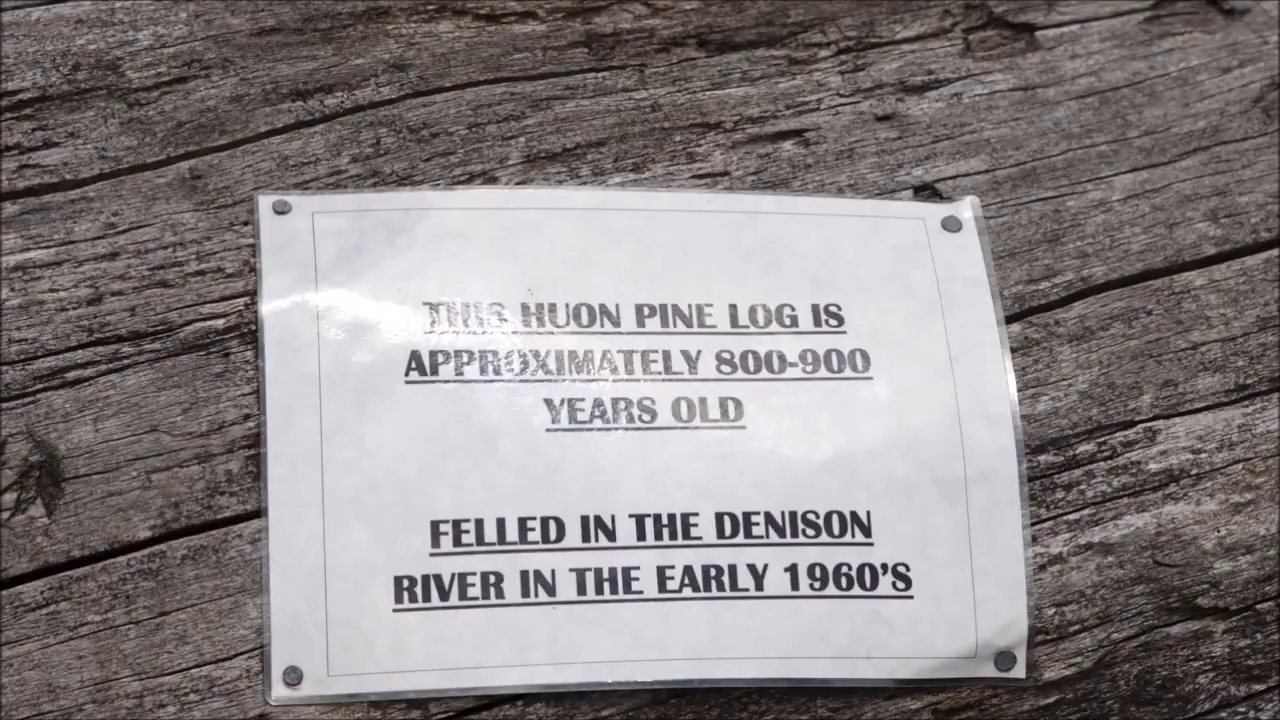 THIS HUON PINE LOG IS
APPROXIMATELY 800-900
YEARS OLD
FELLED IN THE DENISON
RIVER IN THE EARLY 1960'S